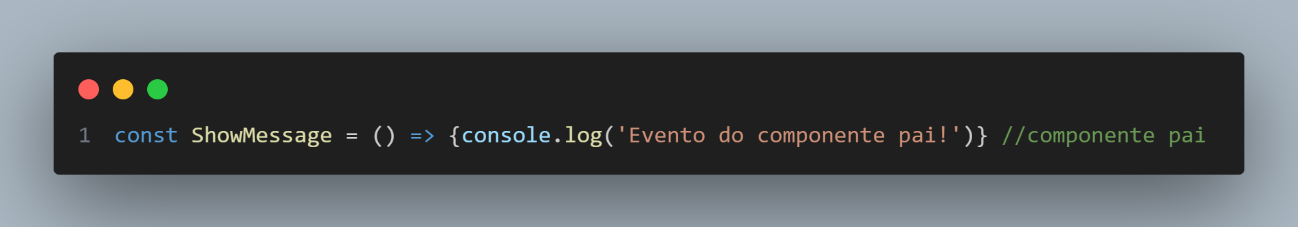 1 const ShowMessage = () => {console.log('Evento do componente pai!')} //componente pai